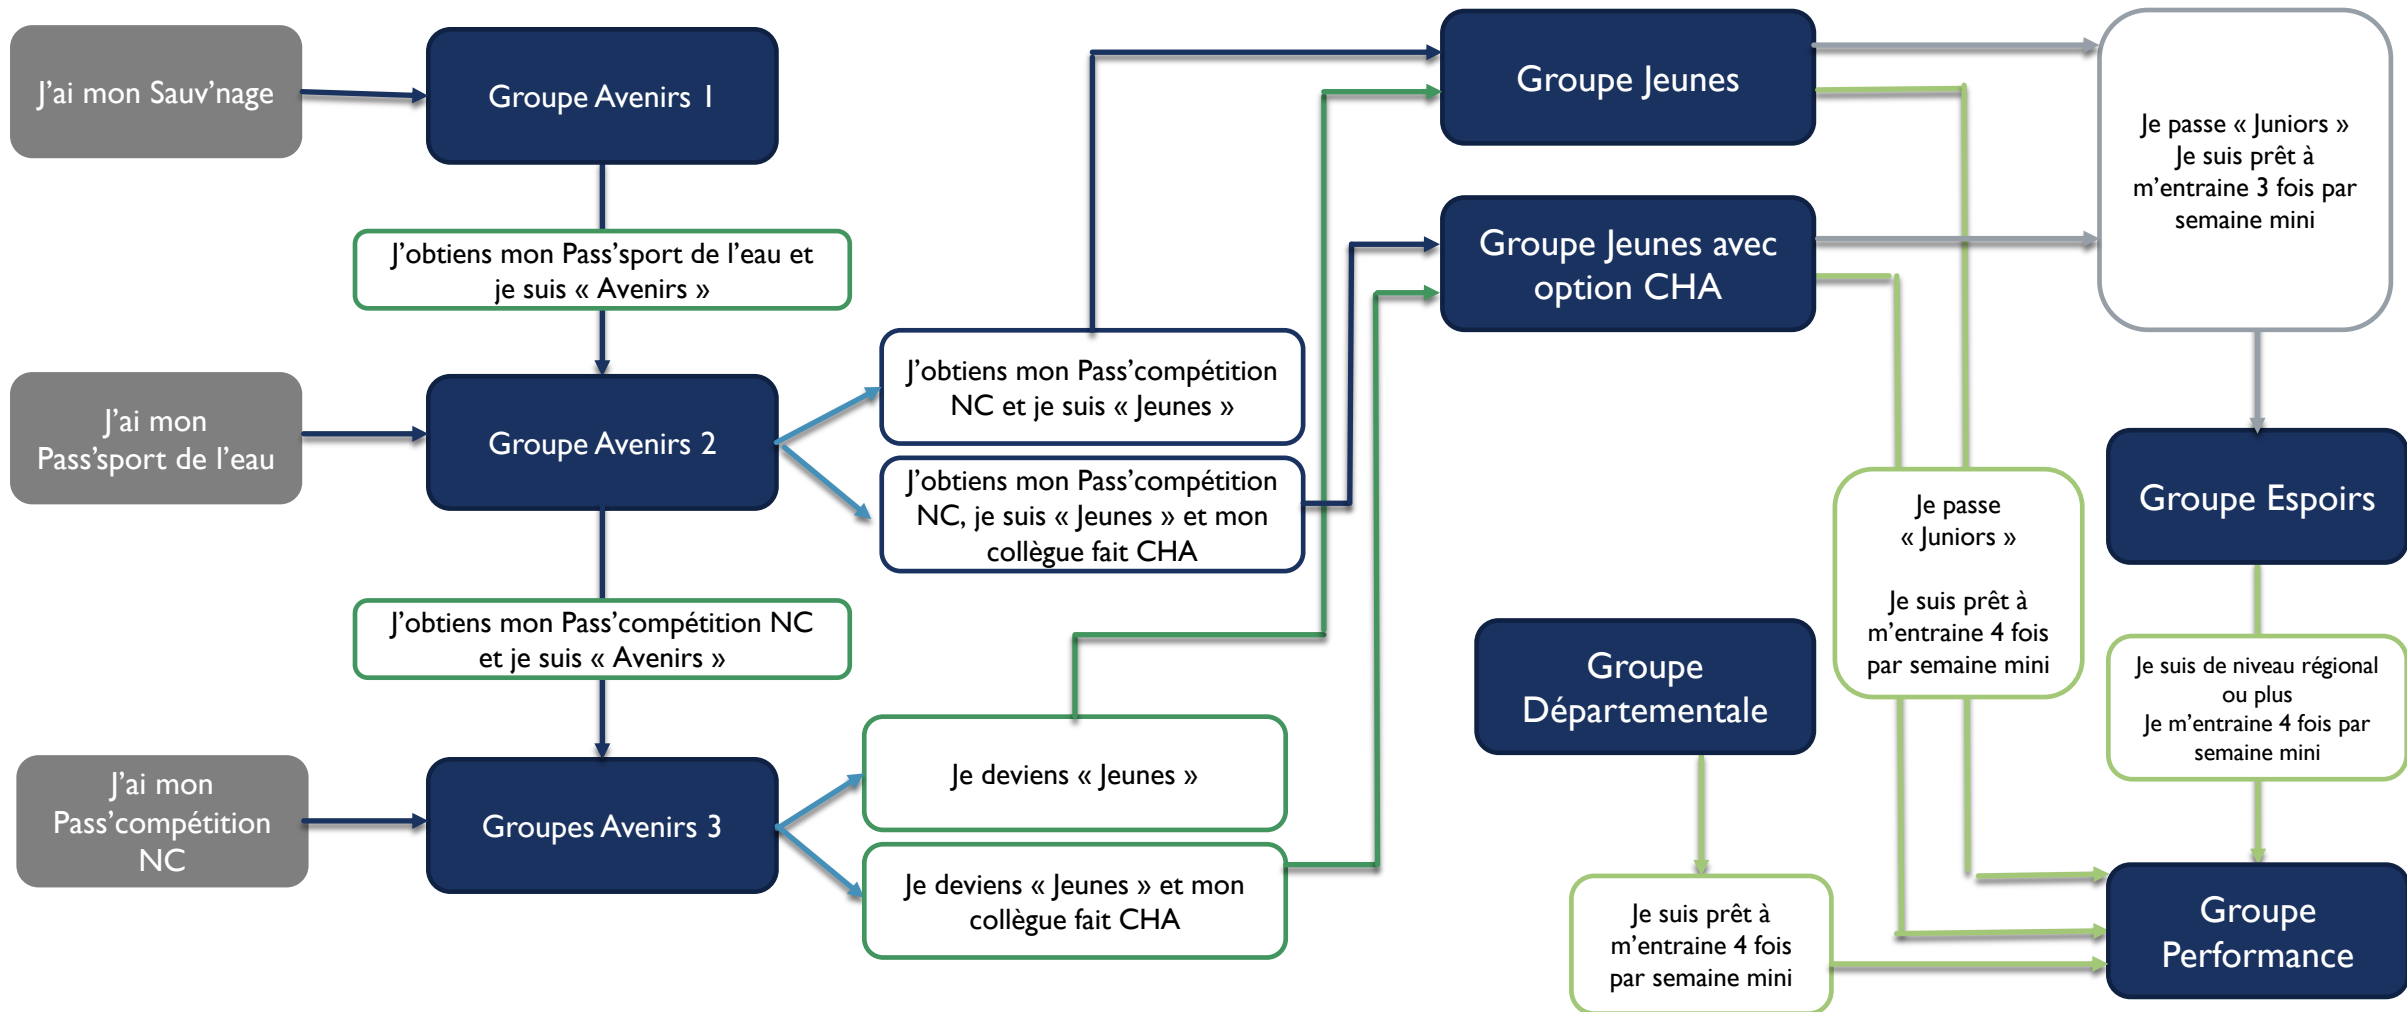 J’ai mon Sauv’nage
Groupe Avenirs 1
J’obtiens mon Pass’sport de l’eau et
je suis « Avenirs »
J’ai mon
Pass’sport de l’eau
Groupe Avenirs 2
J’obtiens mon Pass’compétition NC
et je suis « Avenirs »
J’ai mon
Pass’compétition
NC
Groupes Avenirs 3
J’obtiens mon Pass’compétition
NC et je suis « Jeunes »
J’obtiens mon Pass’compétition
NC, je suis « Jeunes » et mon
collègue fait CHA
Je deviens « Jeunes »
Je deviens « Jeunes » et mon
collègue fait CHA
Groupe Jeunes
Groupe Jeunes avec
option CHA
Groupe
Départementale
Je suis prêt à
m’entraine 4 fois
par semaine mini
Je passe
« Juniors »
Je suis prêt à
m’entraine 4 fois
par semaine mini
Je passe « Juniors »
Je suis prêt à
m’entraine 3 fois par
semaine mini
Groupe Espoirs
Je suis de niveau régional
ou plus
Je m’entraine 4 fois par
semaine mini
Groupe
Performance